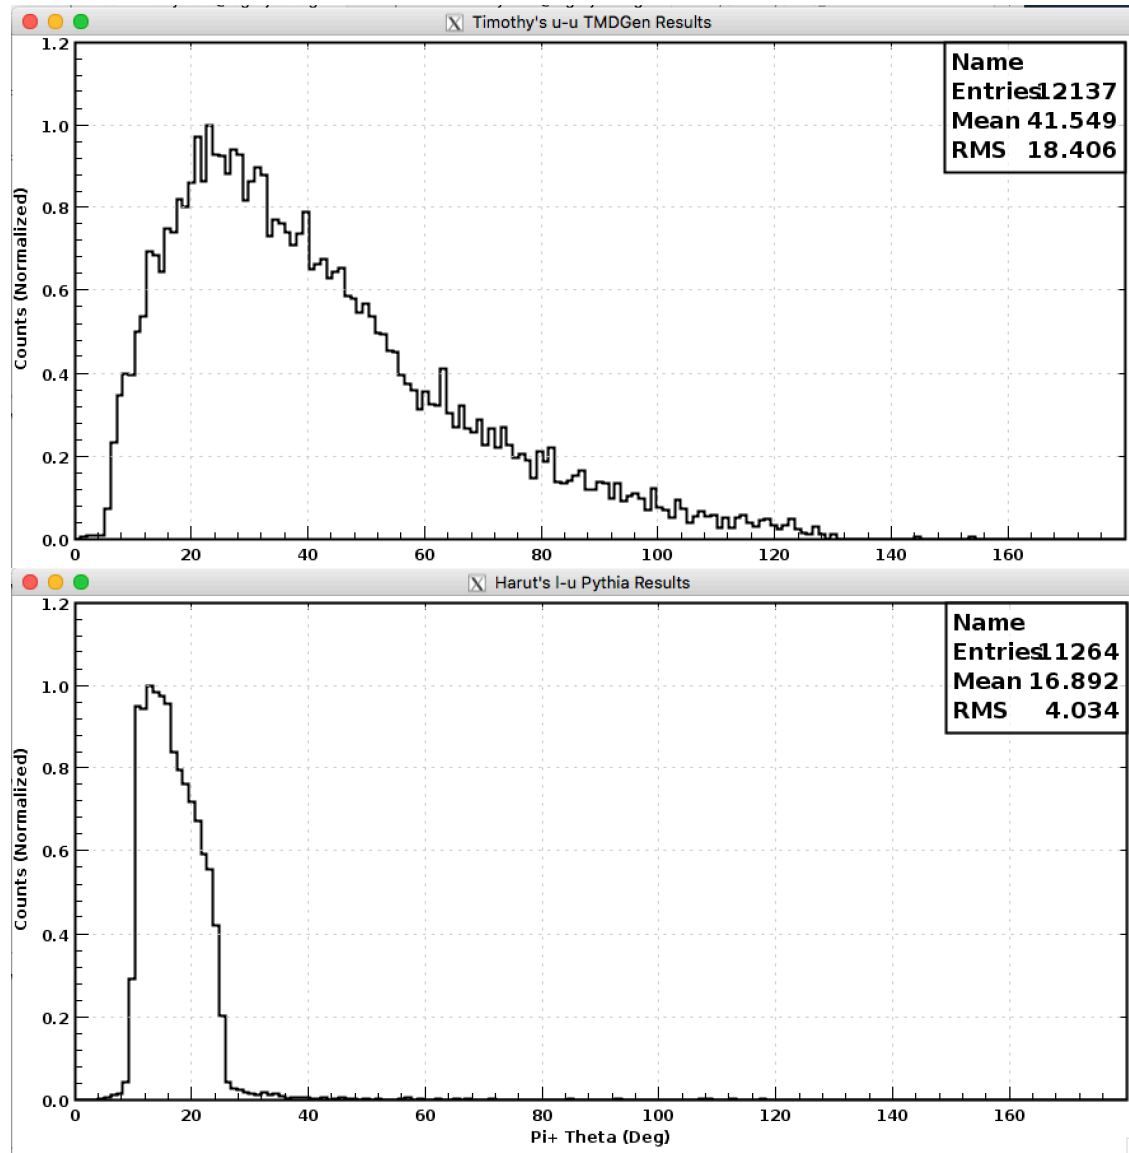 Timothy's u-u TMDGen Results
1.2
1.0
0.8
0.6
0.4
0.2
0.0
Counts (Normalized)
Name
Entries 12137
Mean 41.549
RMS 18.406
20 40 60 80 100 120 140 160
Harut's l-u Pythia Results
1.2
1.0
0.8
0.6
0.4
0.2
0.0
Counts (Normalized)
Name
Entries 11264
Mean 16.892
RMS 4.034
0 20 40 60 80 100 120 140 160
Pi+ Theta (Deg)